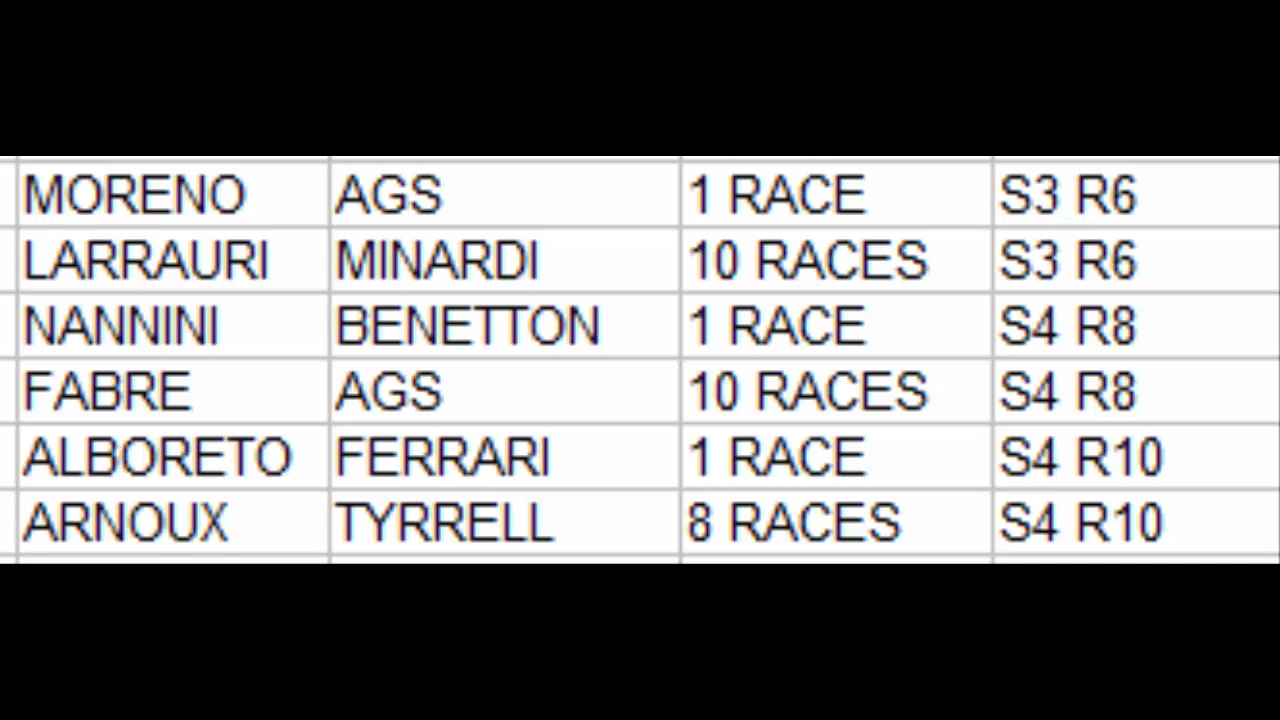 MORENO AGS 1 RACE S3 R6
LARRAURI MINARDI 10 RACES S3 R6
NANNINI BENETTON 1 RACE S4 R8
FABRE AGS 10 RACES S4 R8
ALBORETO FERRARI 1 RACE S4 R10
ARNOUX TYRRELL 8 RACES S4 R10